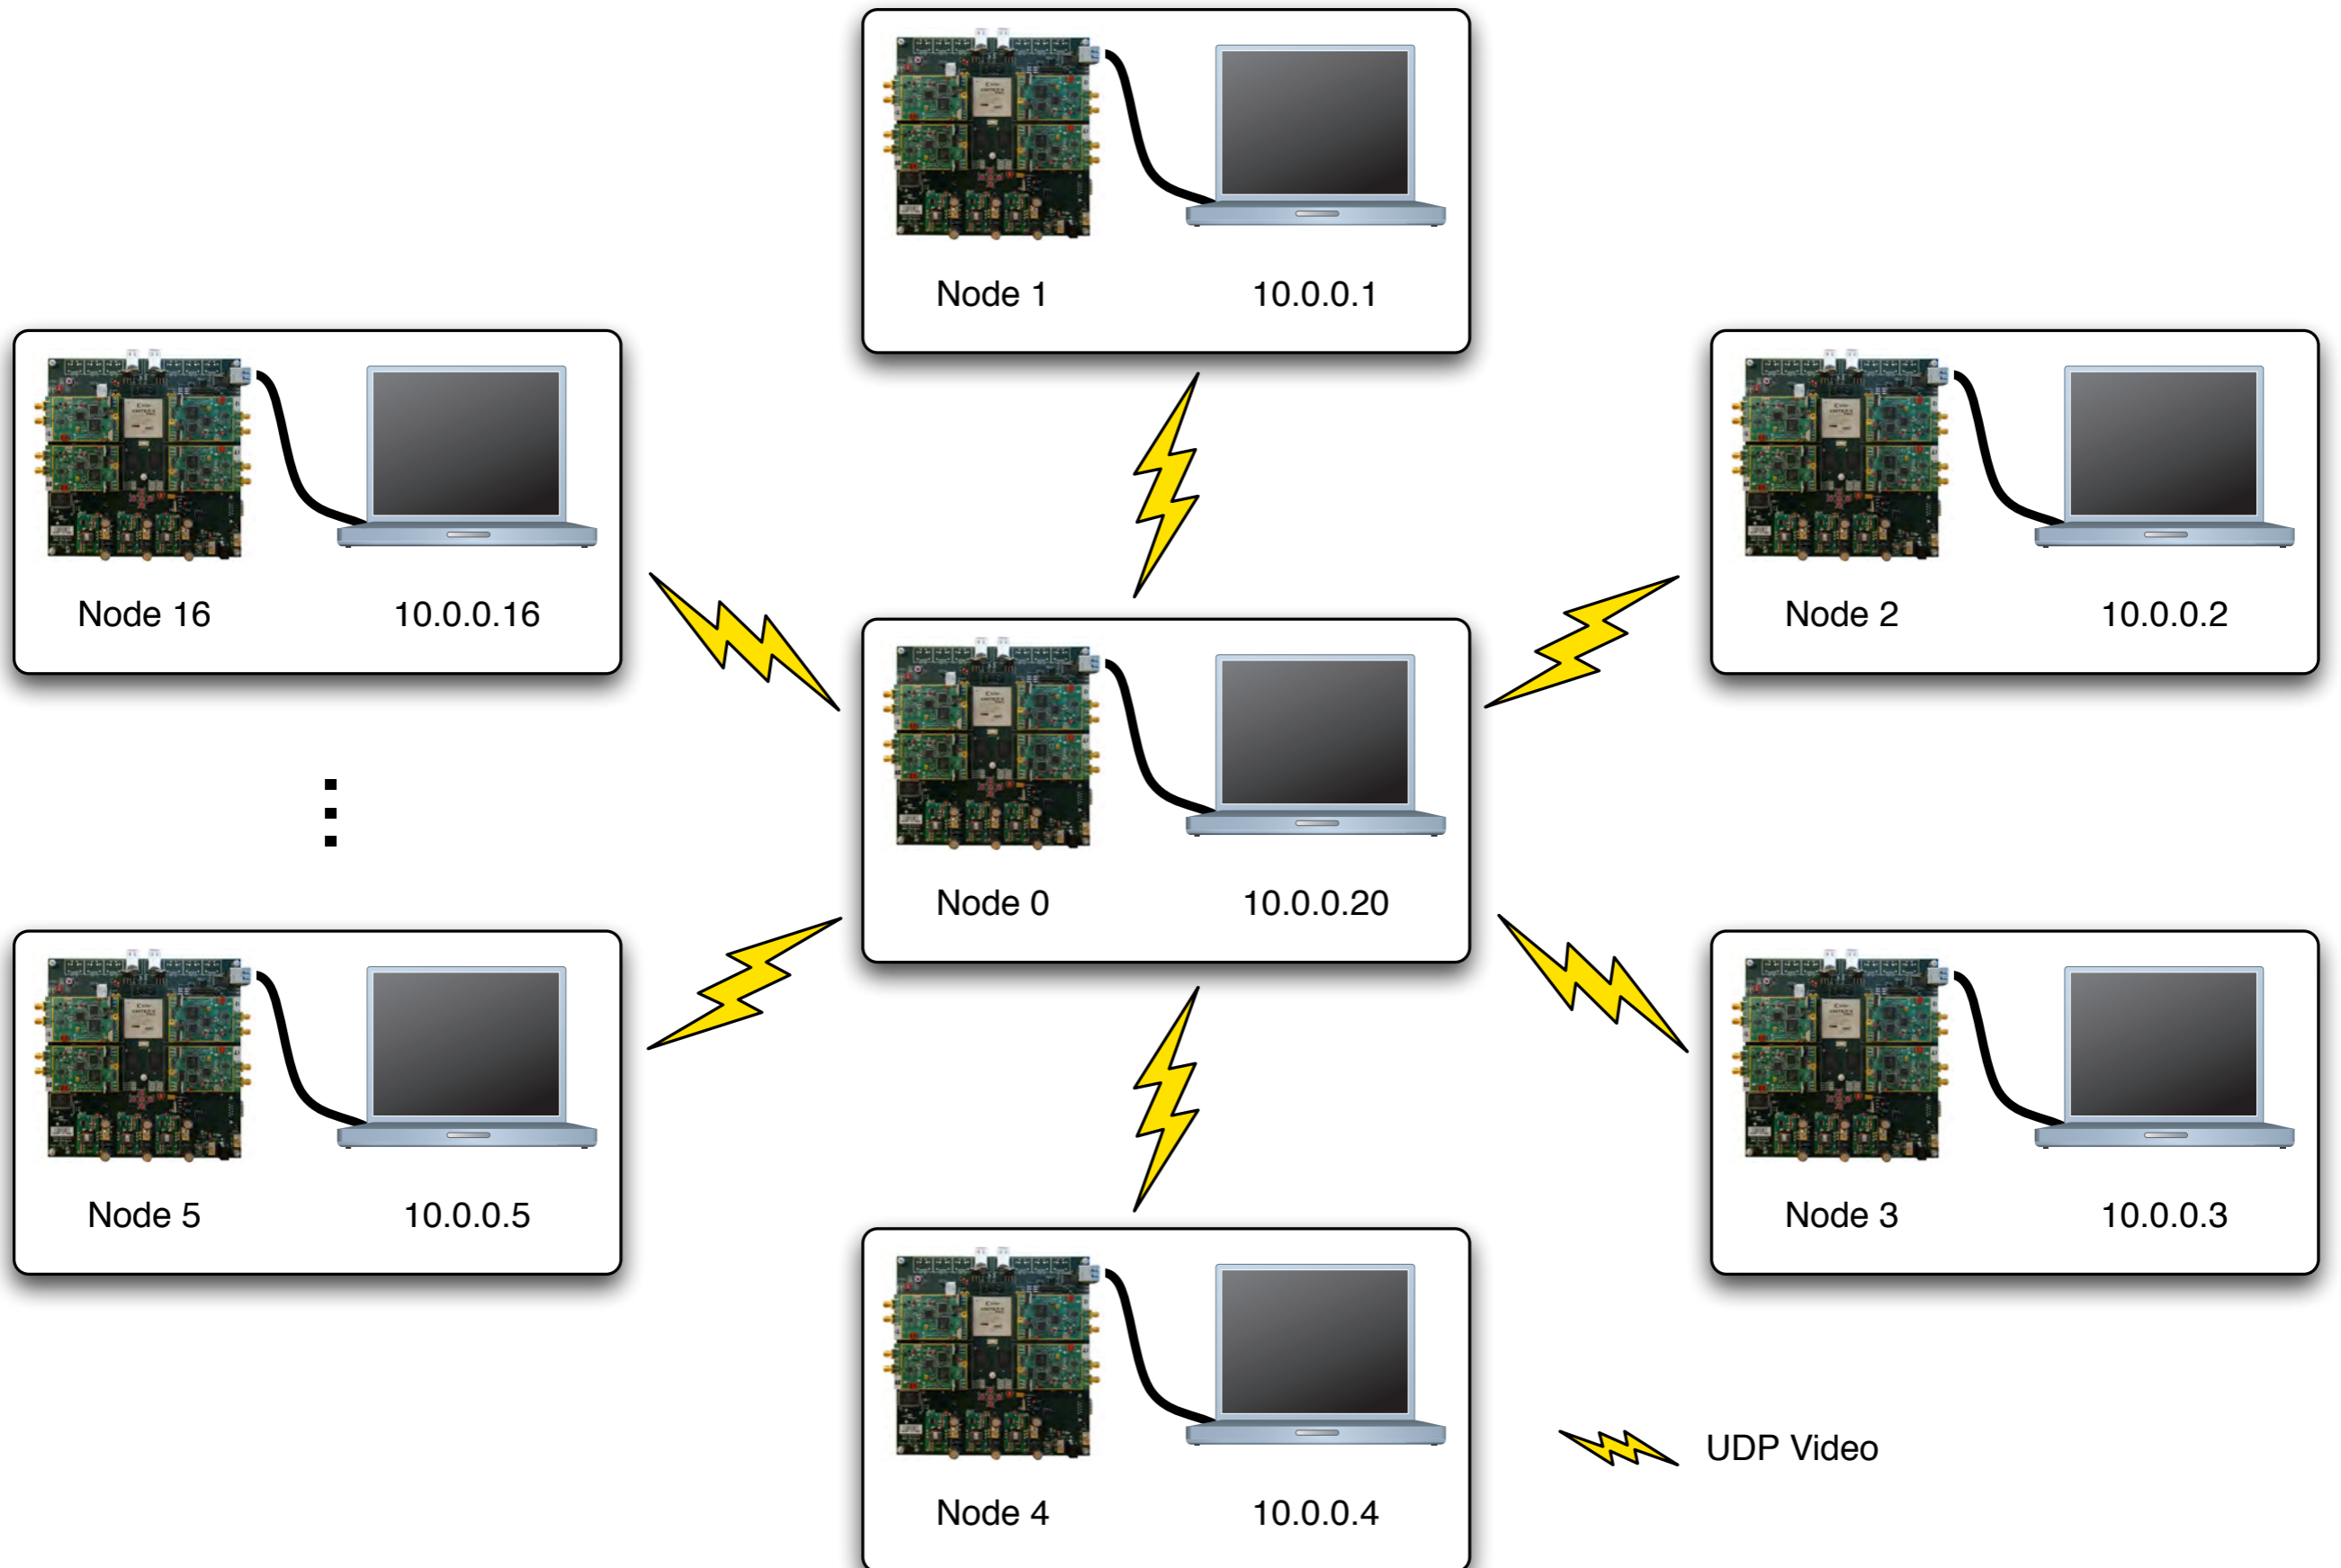 Node 1 10.0.0.1
Node 16 10.0.0.16
Node 2 10.0.0.2
Node 0 10.0.0.20
Node 5 10.0.0.5
Node 3 10.0.0.3
Node 4 10.0.0.4
UDP Video